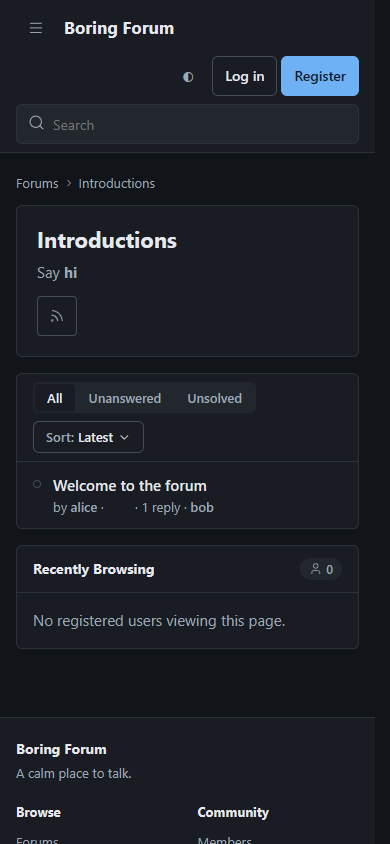 Boring Forum
Log in
Register
Search
Forums > Introductions
Introductions
Say hi
All
Unanswered
Unsolved
Sort: Latest
Welcome to the forum
by alice · · 1 reply · bob
Recently Browsing
0
No registered users viewing this page.
Boring Forum
A calm place to talk.
Browse
Community
Forums
Members